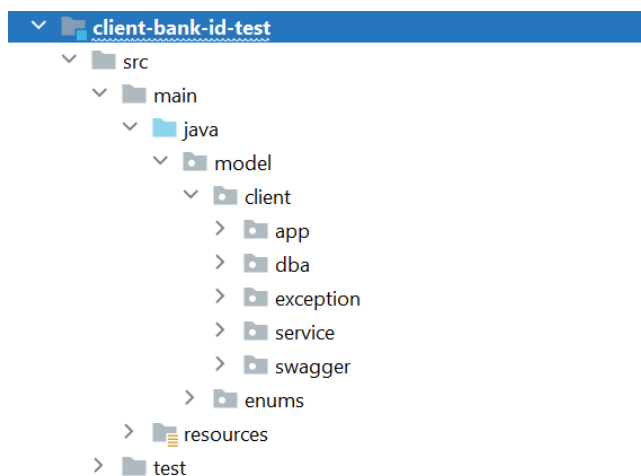 client-bank-id-test
src
main
java
model
client
app
dba
exception
service
swagger
enums
resources
test